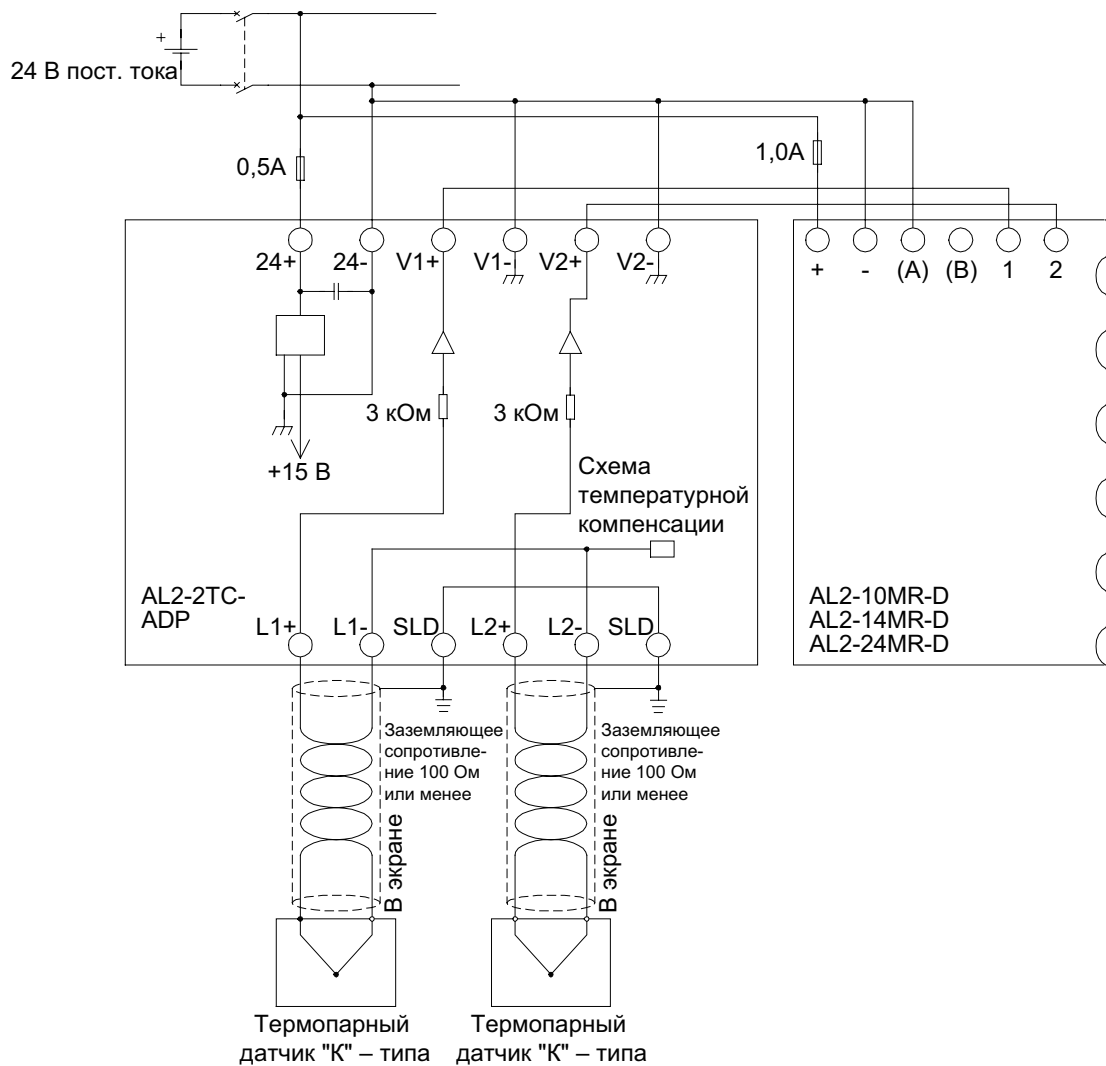 +
24 В пост. тока
0,5А
1,0А
24+ 24- V1+ V1- V2+ V2-
+ - (A) (B) 1 2
3 кОм 3 кОм
+15 В
Схема
температурной
компенсации
AL2-2TC-
ADP
AL2-10MR-D
AL2-14MR-D
AL2-24MR-D
L1+ L1- SLD L2+ L2- SLD
Заземляющее
сопротивле-
ние 100 Ом
или менее
В экране
Заземляющее
сопротивле-
ние 100 Ом
или менее
В экране
Термопарный
датчик "К" – типа
Термопарный
датчик "К" – типа